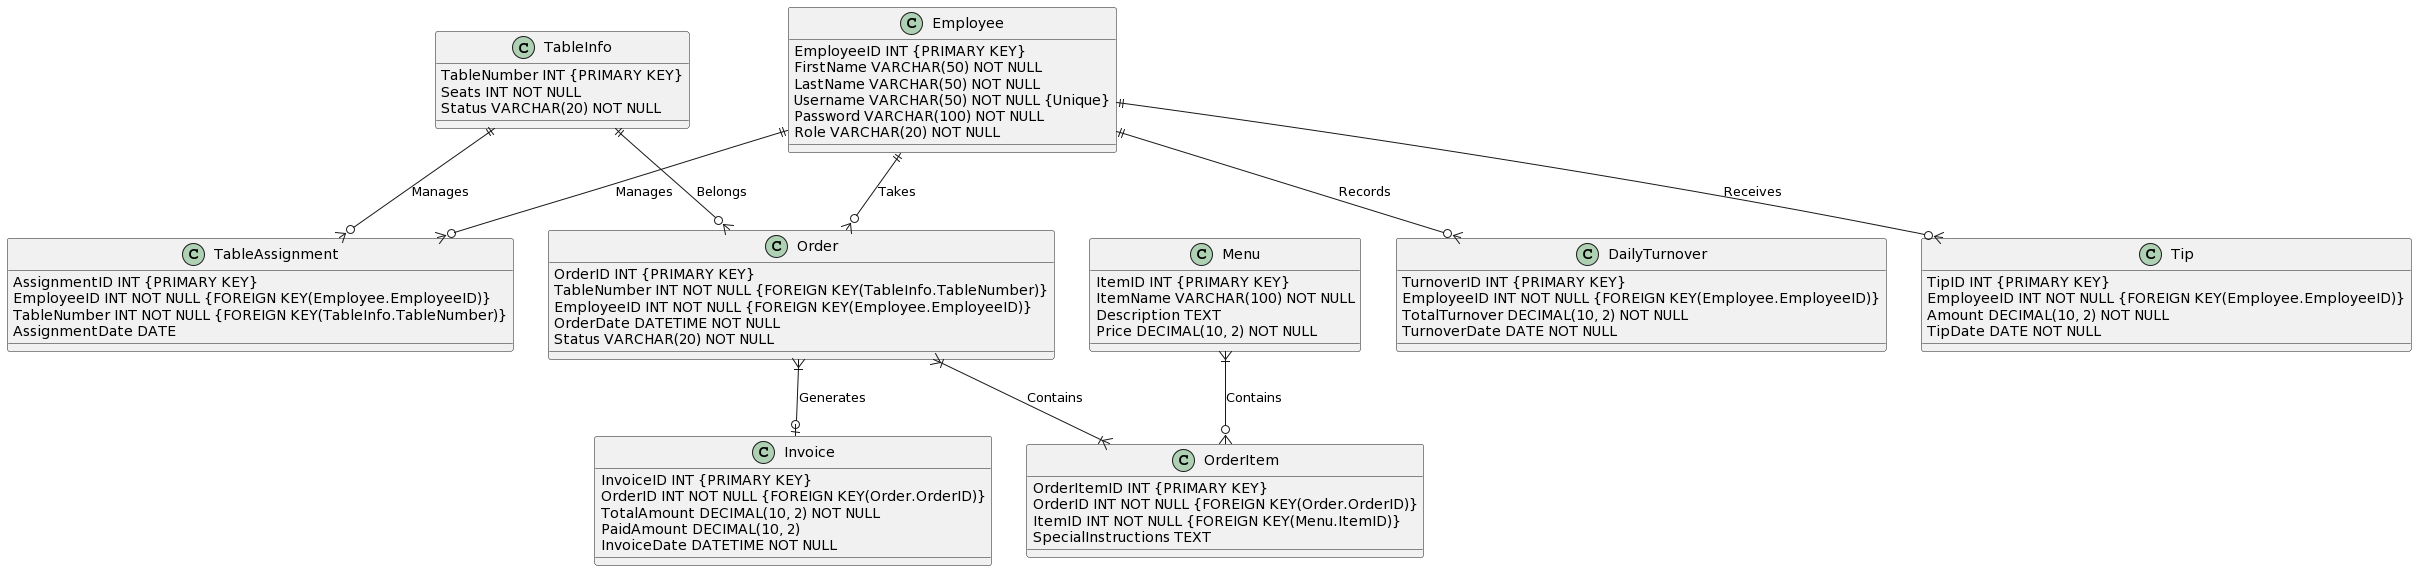 C TableInfo
TableNumber INT {PRIMARY KEY}
Seats INT NOT NULL
Status VARCHAR(20) NOT NULL
C Employee
EmployeeID INT {PRIMARY KEY}
FirstName VARCHAR(50) NOT NULL
LastName VARCHAR(50) NOT NULL
Username VARCHAR(50) NOT NULL {Unique}
Password VARCHAR(100) NOT NULL
Role VARCHAR(20) NOT NULL
Manages
Manages
Belongs
Takes
Records
Receives
C TableAssignment
AssignmentID INT {PRIMARY KEY}
EmployeeID INT NOT NULL {FOREIGN KEY(Employee.EmployeeID)}
TableNumber INT NOT NULL {FOREIGN KEY(TableInfo.TableNumber)}
AssignmentDate DATE
C Order
OrderID INT {PRIMARY KEY}
TableNumber INT NOT NULL {FOREIGN KEY(TableInfo.TableNumber)}
EmployeeID INT NOT NULL {FOREIGN KEY(Employee.EmployeeID)}
OrderDate DATETIME NOT NULL
Status VARCHAR(20) NOT NULL
C Menu
ItemID INT {PRIMARY KEY}
ItemName VARCHAR(100) NOT NULL
Description TEXT
Price DECIMAL(10, 2) NOT NULL
C DailyTurnover
TurnoverID INT {PRIMARY KEY}
EmployeeID INT NOT NULL {FOREIGN KEY(Employee.EmployeeID)}
TotalTurnover DECIMAL(10, 2) NOT NULL
TurnoverDate DATE NOT NULL
C Tip
TipID INT {PRIMARY KEY}
EmployeeID INT NOT NULL {FOREIGN KEY(Employee.EmployeeID)}
Amount DECIMAL(10, 2) NOT NULL
TipDate DATE NOT NULL
Generates
Contains
Contains
C Invoice
InvoiceID INT {PRIMARY KEY}
OrderID INT NOT NULL {FOREIGN KEY(Order.OrderID)}
TotalAmount DECIMAL(10, 2) NOT NULL
PaidAmount DECIMAL(10, 2)
InvoiceDate DATETIME NOT NULL
C OrderItem
OrderItemID INT {PRIMARY KEY}
OrderID INT NOT NULL {FOREIGN KEY(Order.OrderID)}
ItemID INT NOT NULL {FOREIGN KEY(Menu.ItemID)}
SpecialInstructions TEXT